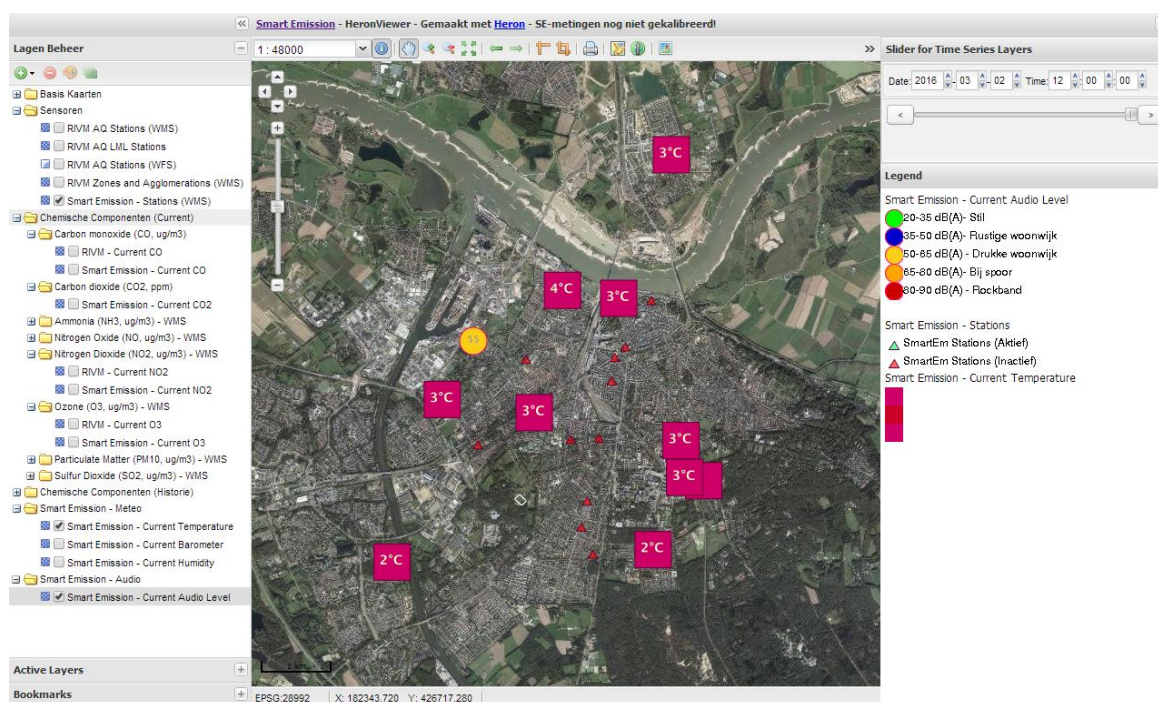 Smart Emission - HeronViewer - Gemaakt met Heron - SE-metingen nog niet gekalibreerd!
Lagen Beheer
Basis Kaarten
Sensoren
RIVM AQ Stations (WMS)
RIVM AQ LML Stations
RIVM AQ Stations (WFS)
RIVM Zones and Agglomerations (WMS)
Smart Emission - Stations (WMS)
Chemische Componenten (Current)
Carbon monoxide (CO, ug/m3)
RIVM - Current CO
Smart Emission - Current CO
Carbon dioxide (CO2, ppm)
Smart Emission - Current CO2
Ammonia (NH3, ug/m3) - WMS
Nitrogen Oxide (NO, ug/m3) - WMS
Nitrogen Dioxide (NO2, ug/m3) - WMS
RIVM - Current NO2
Smart Emission - Current NO2
Ozone (O3, ug/m3) - WMS
RIVM - Current O3
Smart Emission - Current O3
Particulate Matter (PM10, ug/m3) - WMS
Sulfur Dioxide (SO2, ug/m3) - WMS
Chemische Componenten (Historie)
Smart Emission - Meteo
Smart Emission - Current Temperature
Smart Emission - Current Barometer
Smart Emission - Current Humidity
Smart Emission - Audio
Smart Emission - Current Audio Level
Active Layers
Bookmarks
1 : 48000
3°C
4°C
3°C
55
3°C
3°C
3°C
3°C
2°C
2°C
1 km
EPSG:28992 X: 182343.720 Y: 426717.280
Slider for Time Series Layers
Date: 2016 - 03 - 02 Time: 12 : 00 : 00
< >
Legend
Smart Emission - Current Audio Level
20-35 dB(A)- Stil
35-50 dB(A)- Rustige woonwijk
50-65 dB(A) - Drukke woonwijk
65-80 dB(A)- Bij spoor
80-90 dB(A) - Rockband
Smart Emission - Stations
SmartEm Stations (Aktief)
SmartEm Stations (Inactief)
Smart Emission - Current Temperature